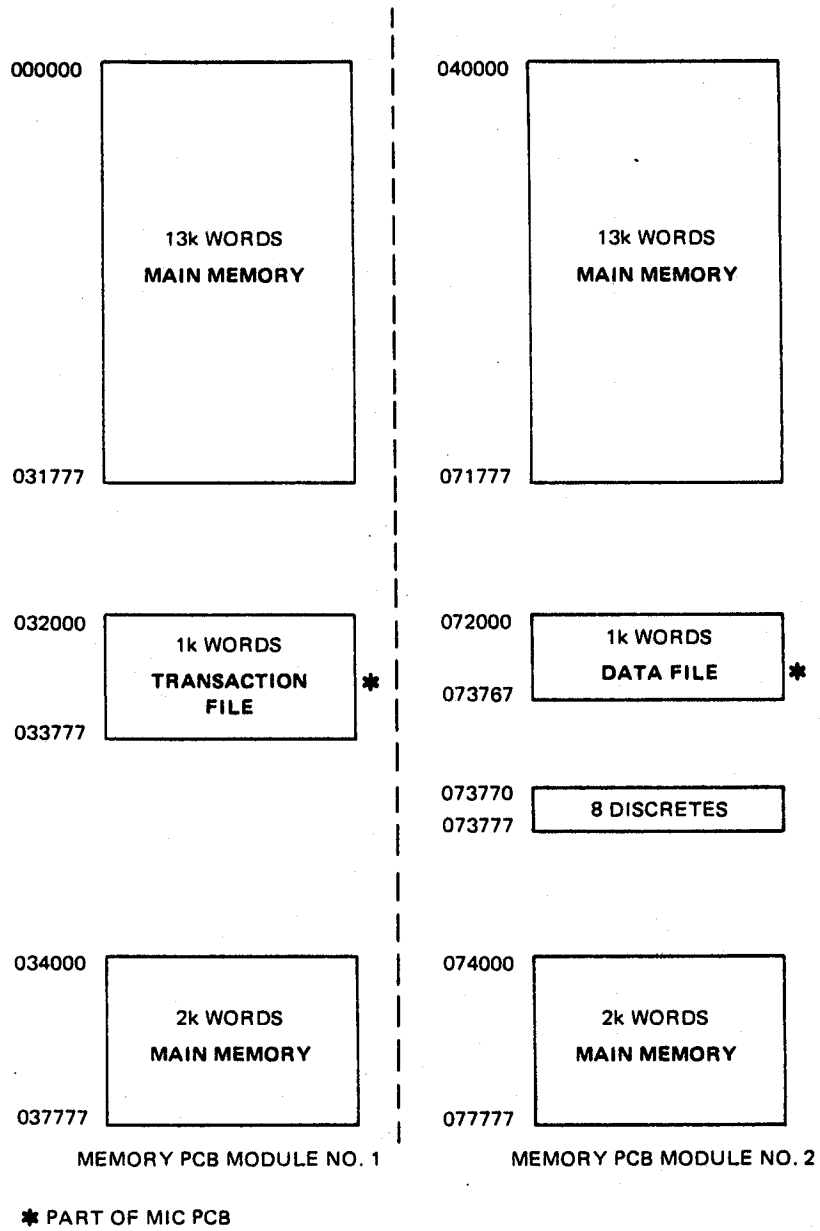 000000
13k WORDS
MAIN MEMORY
031777
032000
1k WORDS
TRANSACTION
FILE
✱
033777
034000
2k WORDS
MAIN MEMORY
037777
MEMORY PCB MODULE NO. 1
040000
13k WORDS
MAIN MEMORY
071777
072000
1k WORDS
DATA FILE
✱
073767
073770
8 DISCRETES
073777
074000
2k WORDS
MAIN MEMORY
077777
MEMORY PCB MODULE NO. 2
✱ PART OF MIC PCB